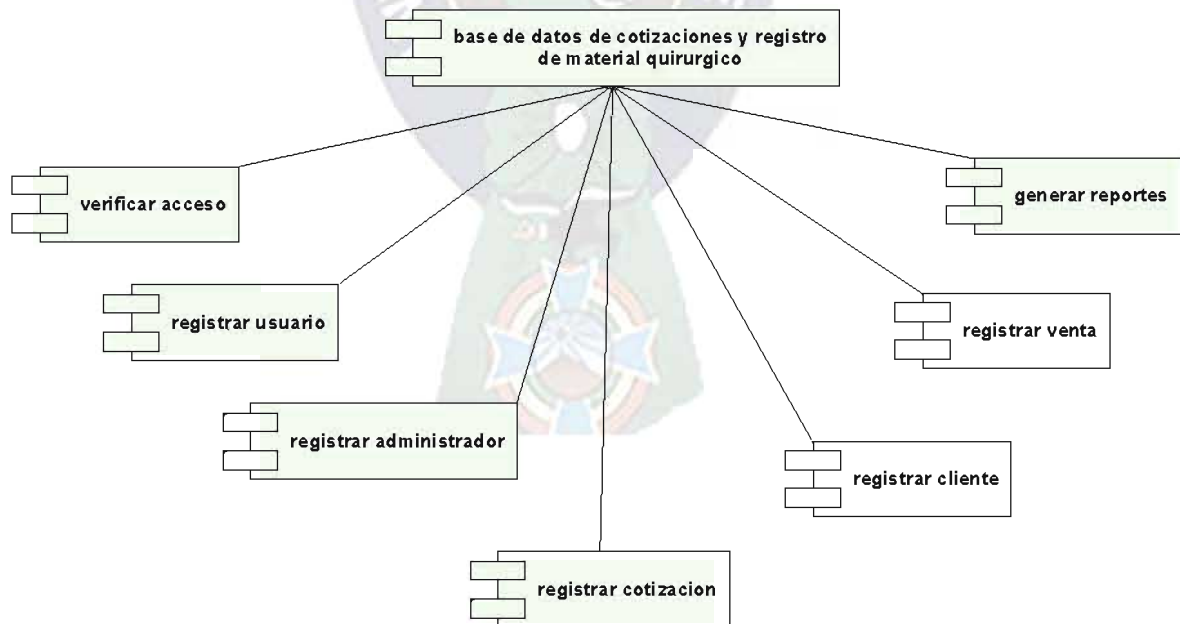 base de datos de cotizaciones y registro
de material quirurgico
verificar acceso
generar reportes
registrar usuario
registrar venta
registrar administrador
registrar cliente
registrar cotizacion